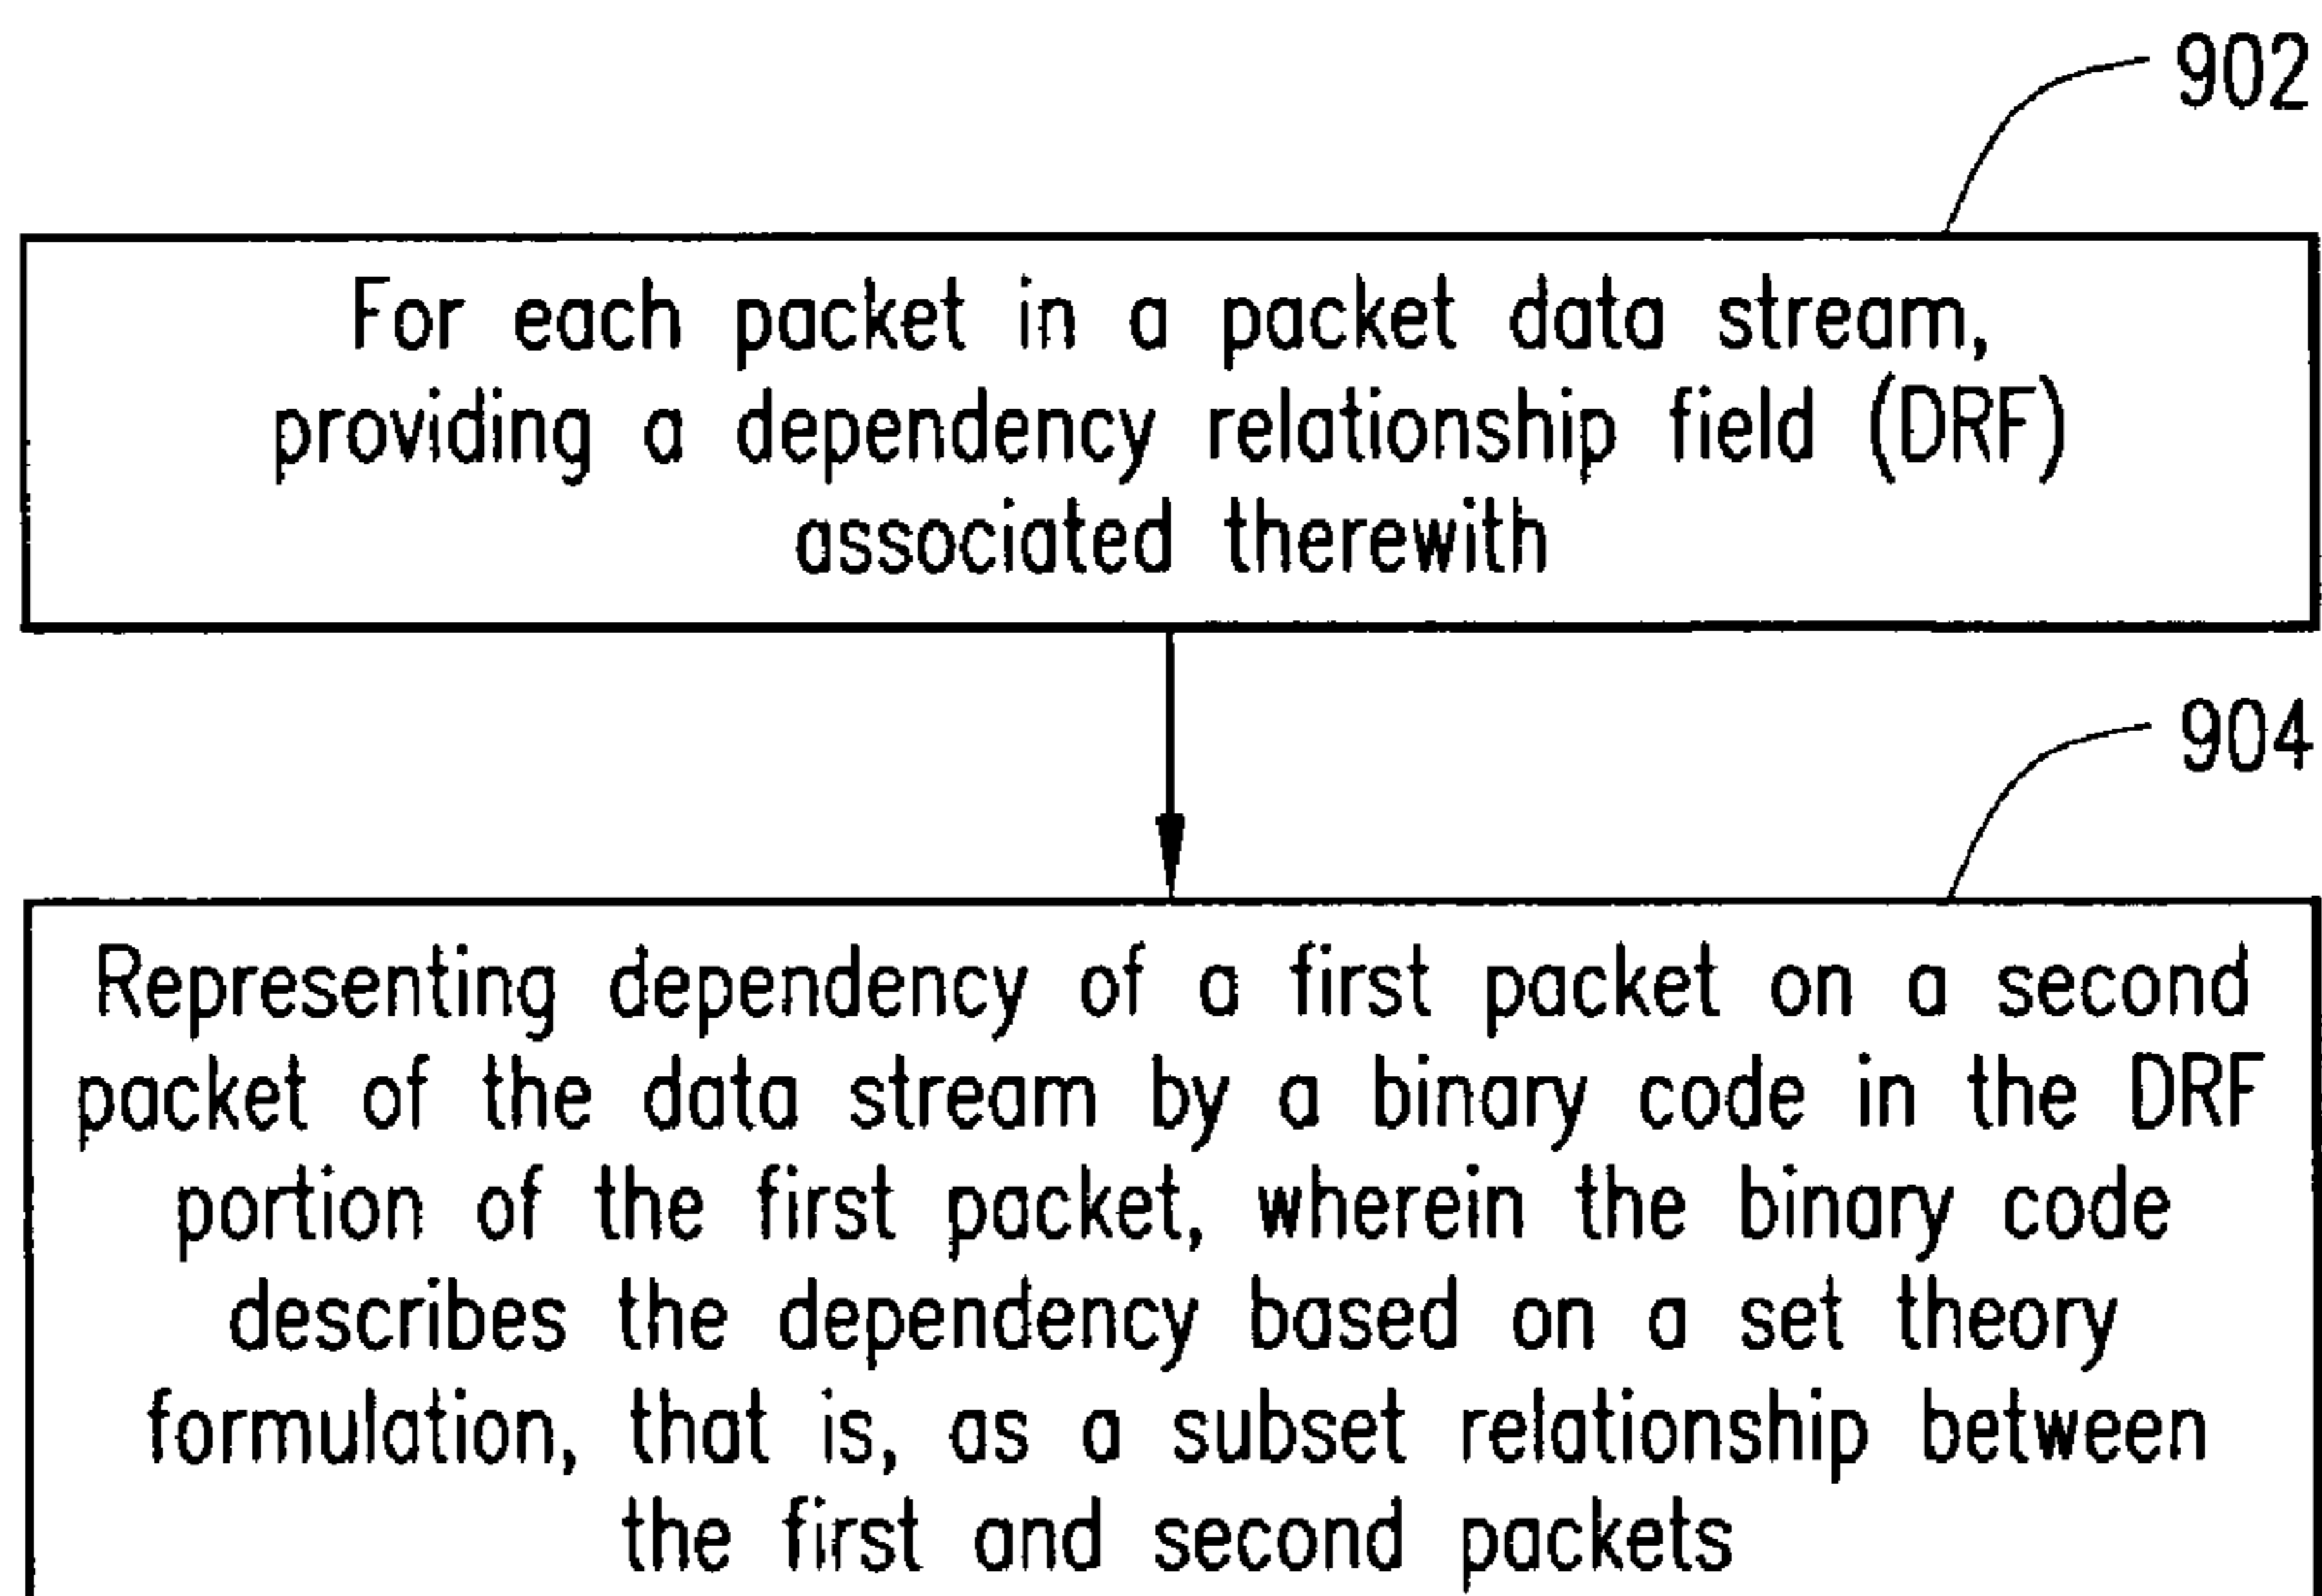 902
For each packet in a packet data stream,
providing a dependency relationship field (DRF)
associated therewith
904
Representing dependency of a first packet on a second
packet of the data stream by a binary code in the DRF
portion of the first packet, wherein the binary code
describes the dependency based on a set theory
formulation, that is, as a subset relationship between
the first and second packets